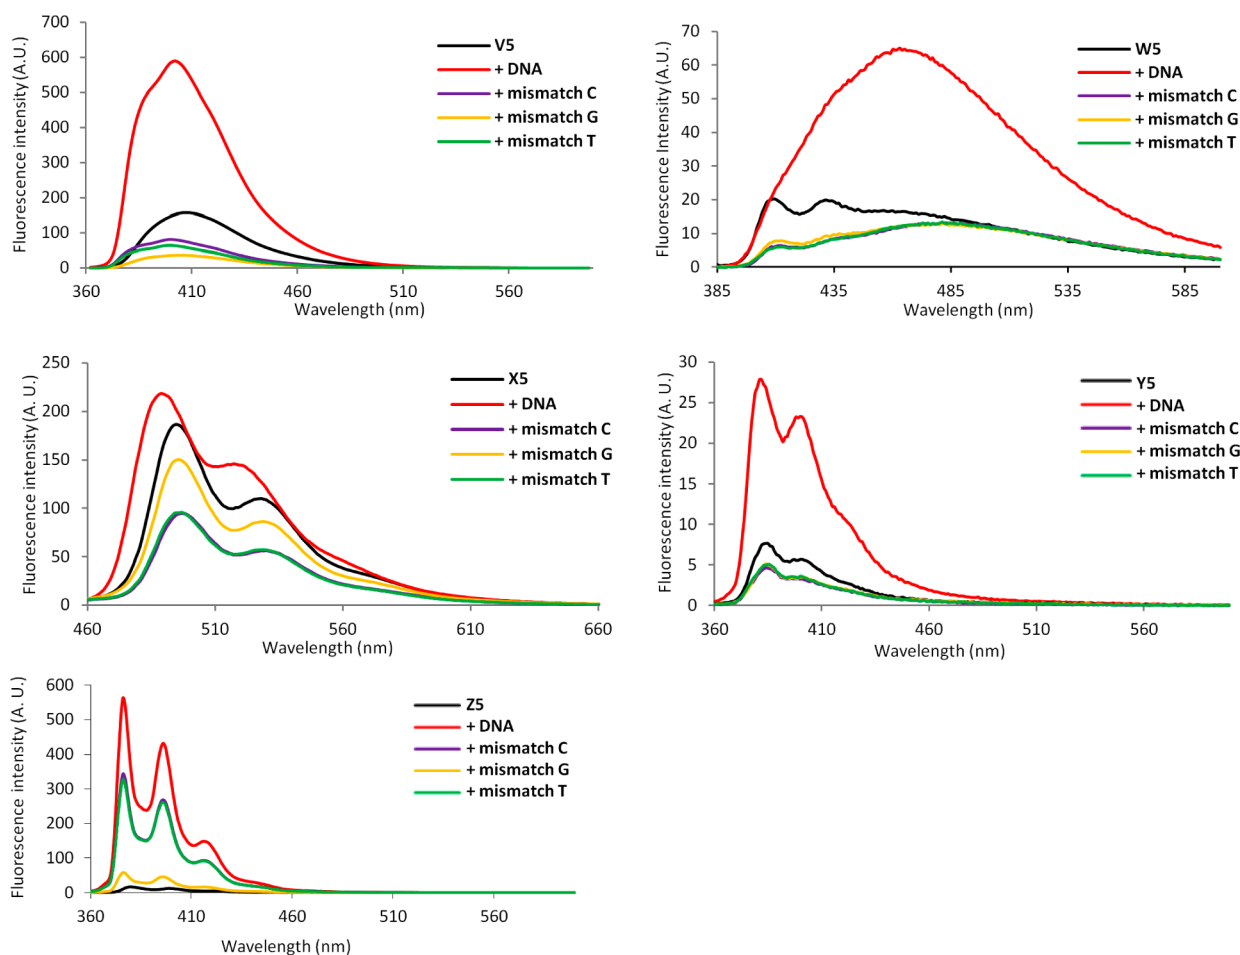 700
600
500
400
300
200
100
0
360
410
460
510
560
Fluorescence intensity (A.U.)
Wavelength (nm)
V5
+ DNA
+ mismatch C
+ mismatch G
+ mismatch T
70
60
50
40
30
20
10
0
385
435
485
535
585
Fluorescence Intensity (A.U.)
Wavelength (nm)
W5
+ DNA
+ mismatch C
+ mismatch G
+ mismatch T
250
200
150
100
50
0
460
510
560
610
660
Fluorescence intensity (A. U.)
Wavelength (nm)
X5
+ DNA
+ mismatch C
+ mismatch G
+ mismatch T
30
25
20
15
10
5
0
360
410
460
510
560
Fluorescence intensity (A. U.)
Wavelength (nm)
Y5
+ DNA
+ mismatch C
+ mismatch G
+ mismatch T
600
500
400
300
200
100
0
360
410
460
510
560
Fluorescence intensity (A. U.)
Wavelength (nm)
Z5
+ DNA
+ mismatch C
+ mismatch G
+ mismatch T